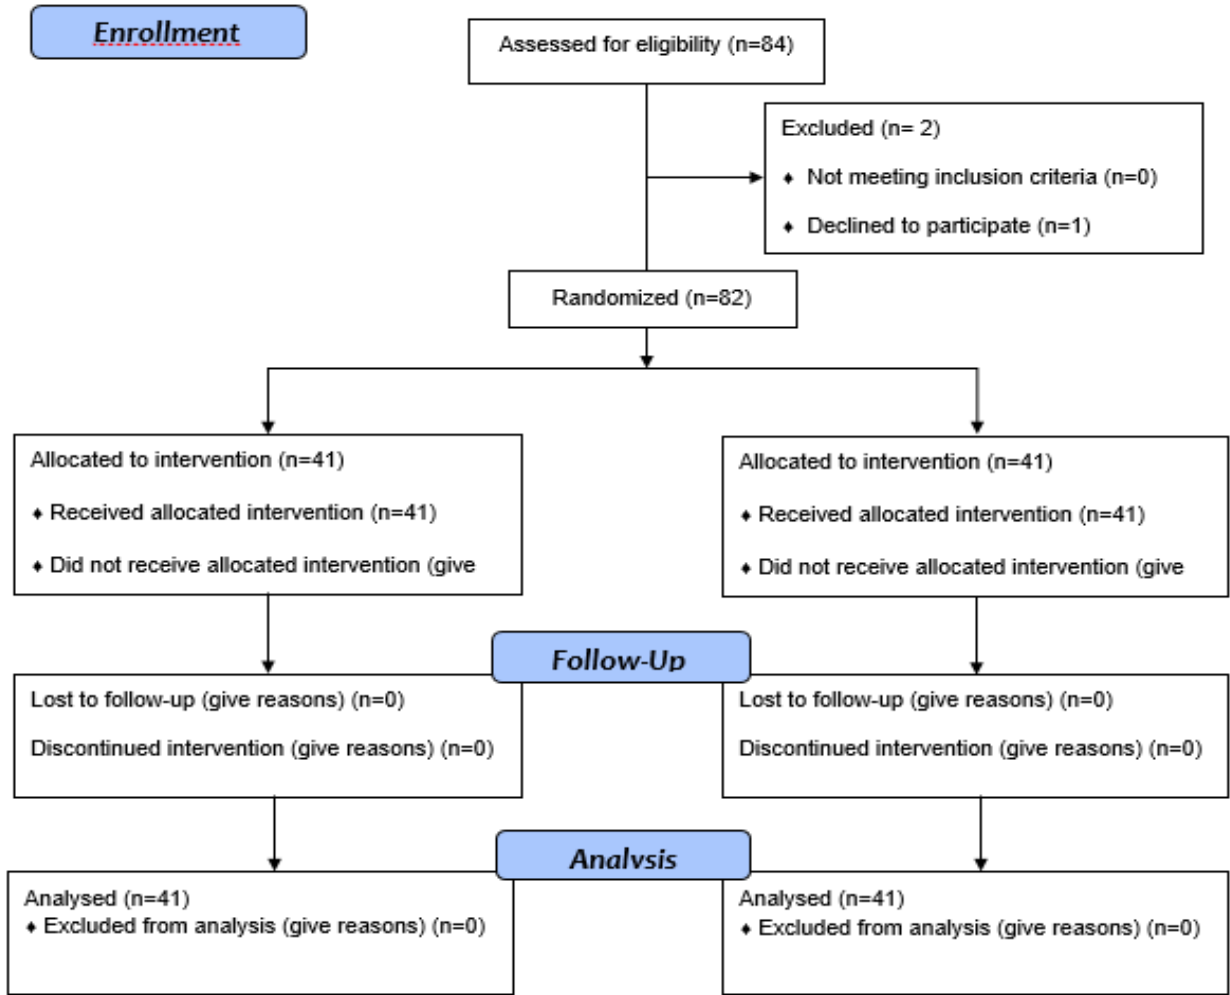 Enrollment
Assessed for eligibility (n=84)
Excluded (n= 2)
♦ Not meeting inclusion criteria (n=0)
♦ Declined to participate (n=1)
Randomized (n=82)
Allocated to intervention (n=41)
♦ Received allocated intervention (n=41)
♦ Did not receive allocated intervention (give
Allocated to intervention (n=41)
♦ Received allocated intervention (n=41)
♦ Did not receive allocated intervention (give
Follow-Up
Lost to follow-up (give reasons) (n=0)
Discontinued intervention (give reasons) (n=0)
Lost to follow-up (give reasons) (n=0)
Discontinued intervention (give reasons) (n=0)
Analysis
Analysed (n=41)
♦ Excluded from analysis (give reasons) (n=0)
Analysed (n=41)
♦ Excluded from analysis (give reasons) (n=0)